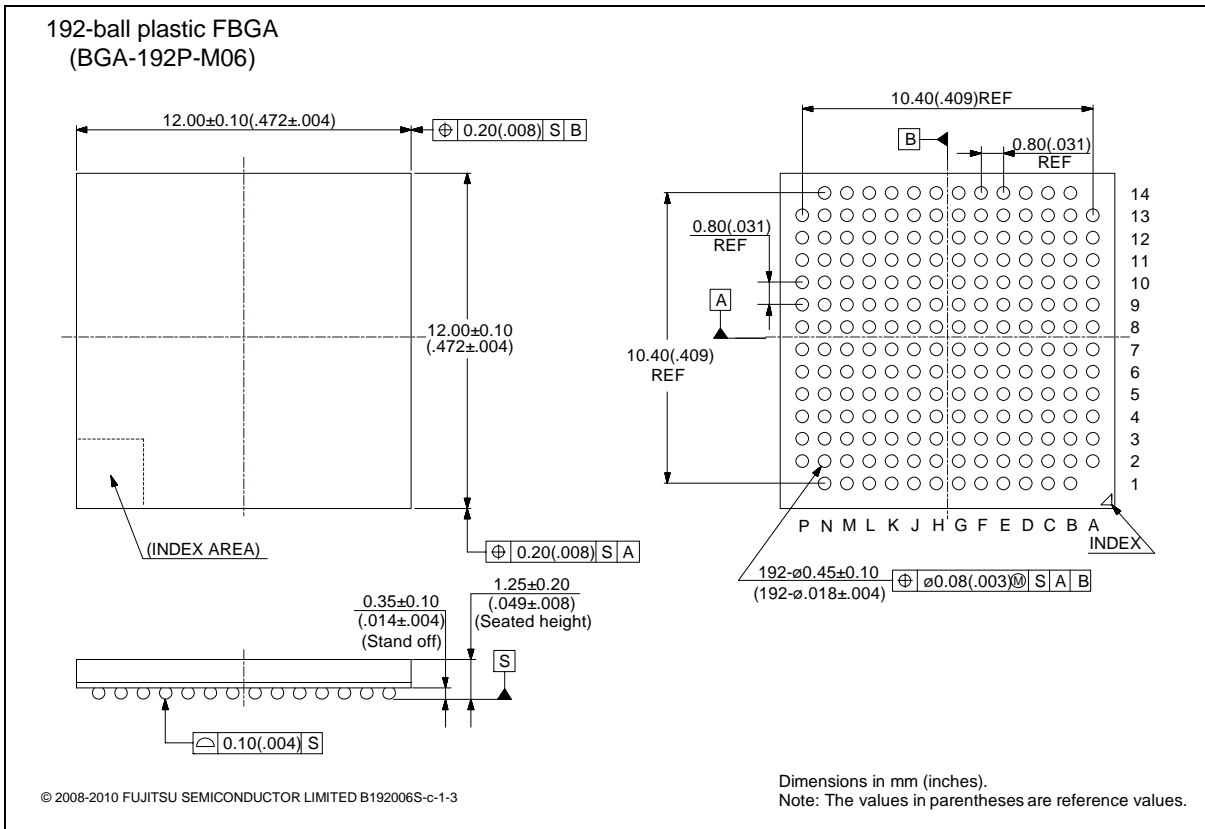 192-ball plastic FBGA
(BGA-192P-M06)
12.00±0.10(.472±.004)
⌖ 0.20(.008) S B
12.00±0.10
(.472±.004)
(INDEX AREA)
⌖ 0.20(.008) S A
10.40(.409)REF
B
0.80(.031)
REF
0.80(.031)
REF
A
10.40(.409)
REF
14
13
12
11
10
9
8
7
6
5
4
3
2
1
P N M L K J H G F E D C B A
INDEX
192-ø0.45±0.10
(192-ø.018±.004)
⌖ ø0.08(.003)Ⓜ S A B
1.25±0.20
(.049±.008)
(Seated height)
0.35±0.10
(.014±.004)
(Stand off)
S
⌓ 0.10(.004) S
© 2008-2010 FUJITSU SEMICONDUCTOR LIMITED B192006S-c-1-3
Dimensions in mm (inches).
Note: The values in parentheses are reference values.